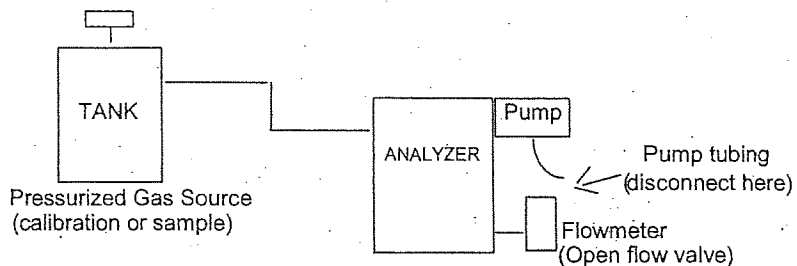 TANK
Pump
ANALYZER
Pump tubing
(disconnect here)
Pressurized Gas Source
(calibration or sample)
Flowmeter
(Open flow valve)